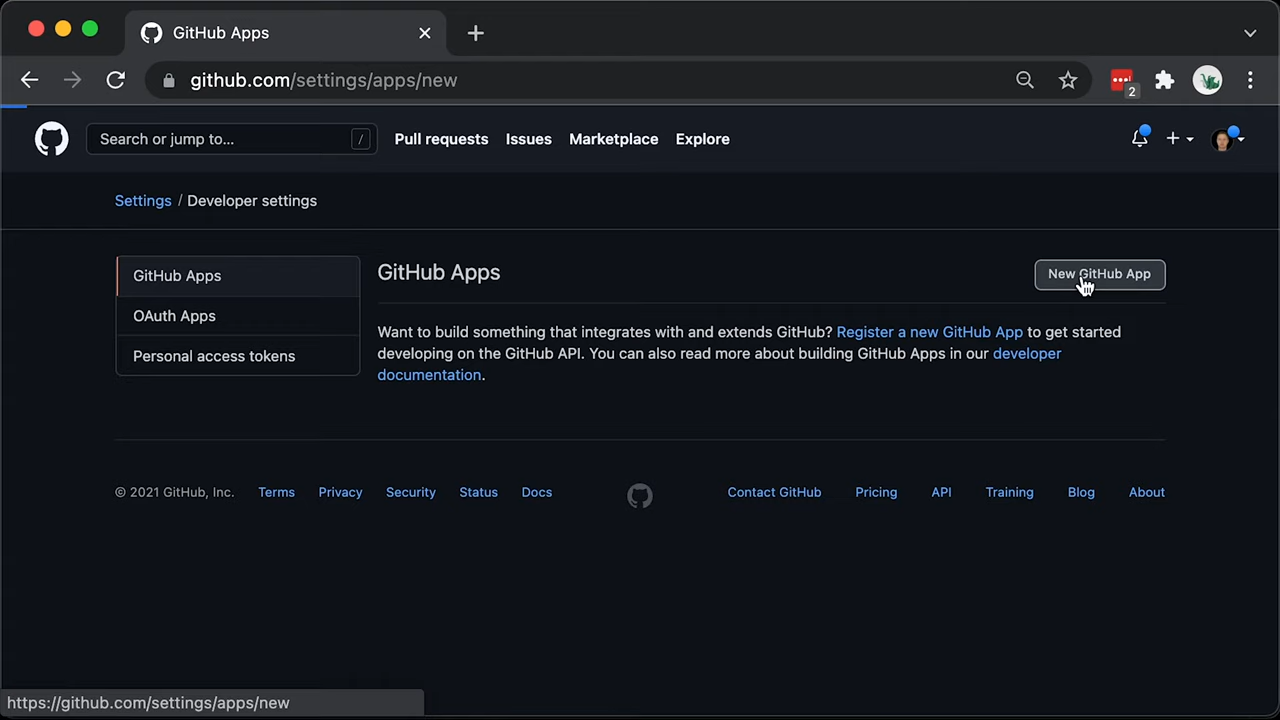 GitHub Apps
github.com/settings/apps/new
2
Search or jump to... /
Pull requests Issues Marketplace Explore
Settings / Developer settings
GitHub Apps
OAuth Apps
Personal access tokens
GitHub Apps
New GitHub App
Want to build something that integrates with and extends GitHub? Register a new GitHub App to get started
developing on the GitHub API. You can also read more about building GitHub Apps in our developer
documentation.
© 2021 GitHub, Inc. Terms Privacy Security Status Docs Contact GitHub Pricing API Training Blog About
https://github.com/settings/apps/new